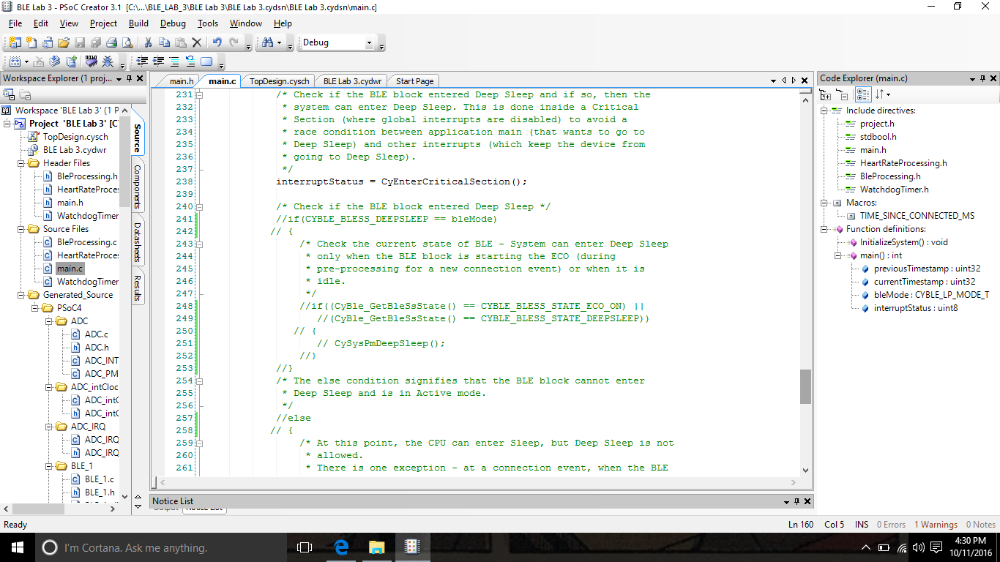 BLE Lab 3 - PSoC Creator 3.1 [C:\...\BLE_LAB_3\BLE Lab 3\BLE Lab 3.cydsn\BLE Lab 3.cydsn\main.c]
File Edit View Project Build Debug Tools Window Help
Debug
Workspace Explorer (1 proj...
Workspace 'BLE Lab 3' (1 P
Project 'BLE Lab 3' [C
TopDesign.cysch
BLE Lab 3.cydwr
Header Files
BleProcessing.h
HeartRateProce
main.h
WatchdogTimer
Source Files
BleProcessing.c
HeartRateProce
main.c
WatchdogTimer
Generated_Source
PSoC4
ADC
ADC.c
ADC.h
ADC_INT
ADC_PM
ADC_intCloc
ADC_int
ADC_int
ADC_IRQ
ADC_IRQ
ADC_IRQ
BLE_1
BLE_1.c
BLE_1.h
Source
Components
Datasheets
Results
main.h main.c TopDesign.cysch BLE Lab 3.cydwr Start Page
231 /* Check if the BLE block entered Deep Sleep and if so, then the
232 * system can enter Deep Sleep. This is done inside a Critical
233 * Section (where global interrupts are disabled) to avoid a
234 * race condition between application main (that wants to go to
235 * Deep Sleep) and other interrupts (which keep the device from
236 * going to Deep Sleep).
237 */
238 interruptStatus = CyEnterCriticalSection();
239
240 /* Check if the BLE block entered Deep Sleep */
241 //if(CYBLE_BLESS_DEEPSLEEP == bleMode)
242 // {
243 /* Check the current state of BLE - System can enter Deep Sleep
244 * only when the BLE block is starting the ECO (during
245 * pre-processing for a new connection event) or when it is
246 * idle.
247 */
248 //if((CyBle_GetBleSsState() == CYBLE_BLESS_STATE_ECO_ON) ||
249 //(CyBle_GetBleSsState() == CYBLE_BLESS_STATE_DEEPSLEEP))
250 // {
251 // CySysPmDeepSleep();
252 //}
253 //}
254 /* The else condition signifies that the BLE block cannot enter
255 * Deep Sleep and is in Active mode.
256 */
257 //else
258 // {
259 /* At this point, the CPU can enter Sleep, but Deep Sleep is not
260 * allowed.
261 * There is one exception - at a connection event, when the BLE
Notice List
Output Notice List
Code Explorer (main.c)
Include directives:
project.h
stdbool.h
main.h
HeartRateProcessing.h
BleProcessing.h
WatchdogTimer.h
Macros:
TIME_SINCE_CONNECTED_MS
Function definitions:
InitializeSystem() : void
main() : int
previousTimestamp : uint32
currentTimestamp : uint32
bleMode : CYBLE_LP_MODE_T
interruptStatus : uint8
Ready Ln 160 Col 5 INS 0 Errors 1 Warnings 0 Notes
I'm Cortana. Ask me anything.
4:30 PM
10/11/2016